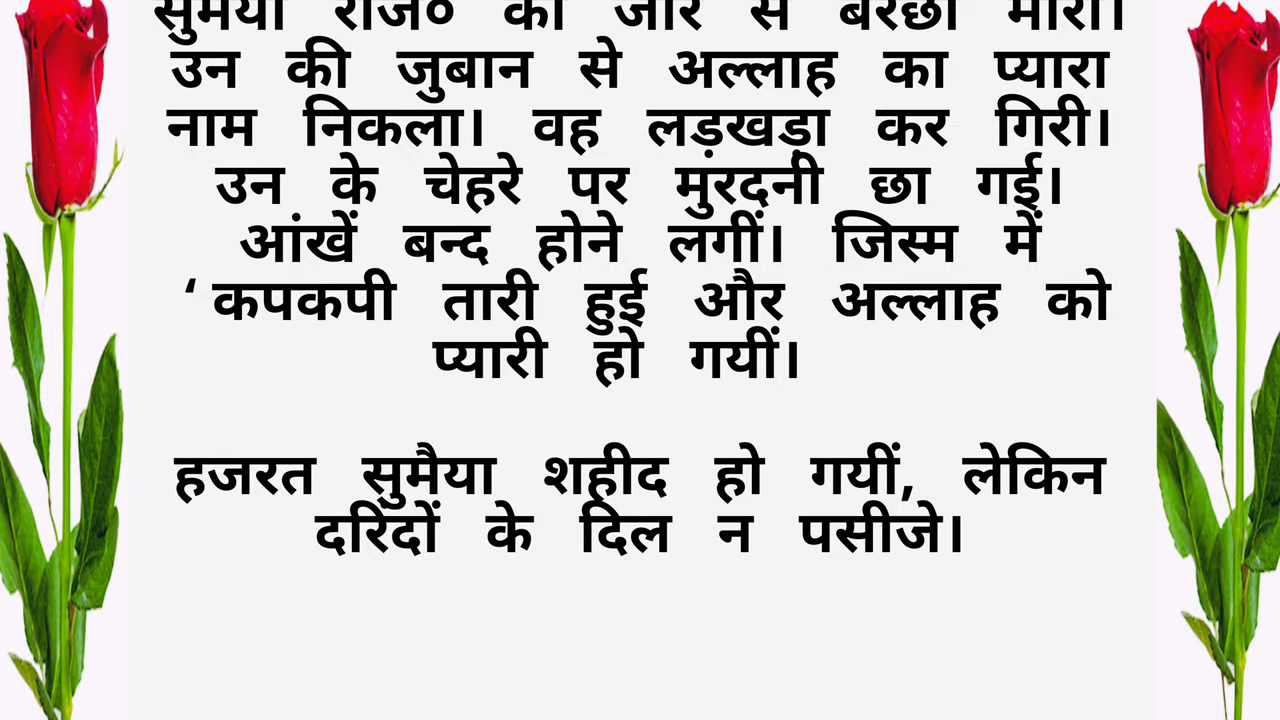 सुमैया रजि० को जोर से बरछा मारा।
उन की जुबान से अल्लाह का प्यारा
नाम निकला। वह लड़खड़ा कर गिरी।
उन के चेहरे पर मुरदनी छा गई।
आंखें बन्द होने लगीं। जिस्म में
‘ कपकपी तारी हुई और अल्लाह को
प्यारी हो गयीं।
हजरत सुमैया शहीद हो गयीं, लेकिन
दरिंदों के दिल न पसीजे।